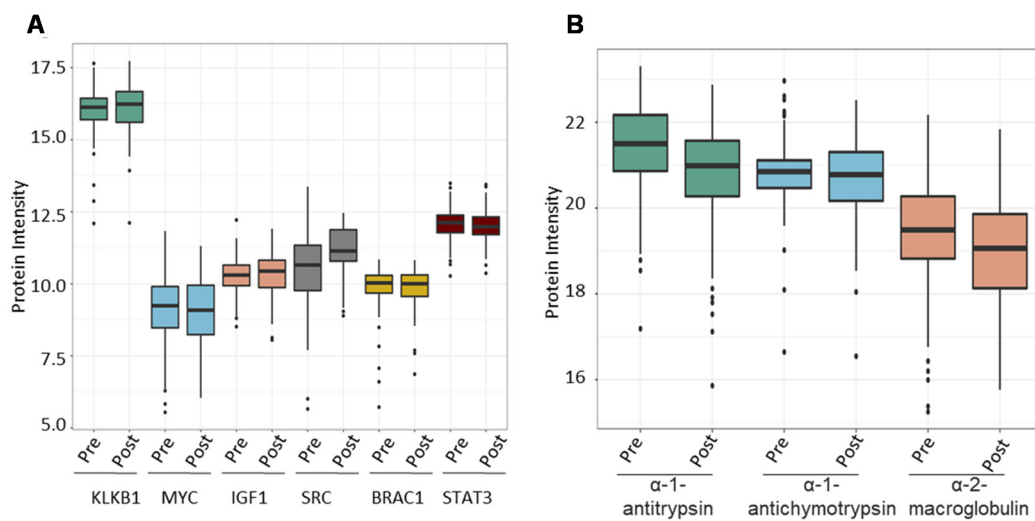 A
Protein Intensity
17.5
15.0
12.5
10.0
7.5
5.0
Pre Post Pre Post Pre Post Pre Post Pre Post Pre Post
KLKB1 MYC IGF1 SRC BRAC1 STAT3
B
Protein Intensity
22
20
18
16
Pre Post Pre Post Pre Post
α-1- α-1- α-2-
antitrypsin antichymotrypsin macroglobulin